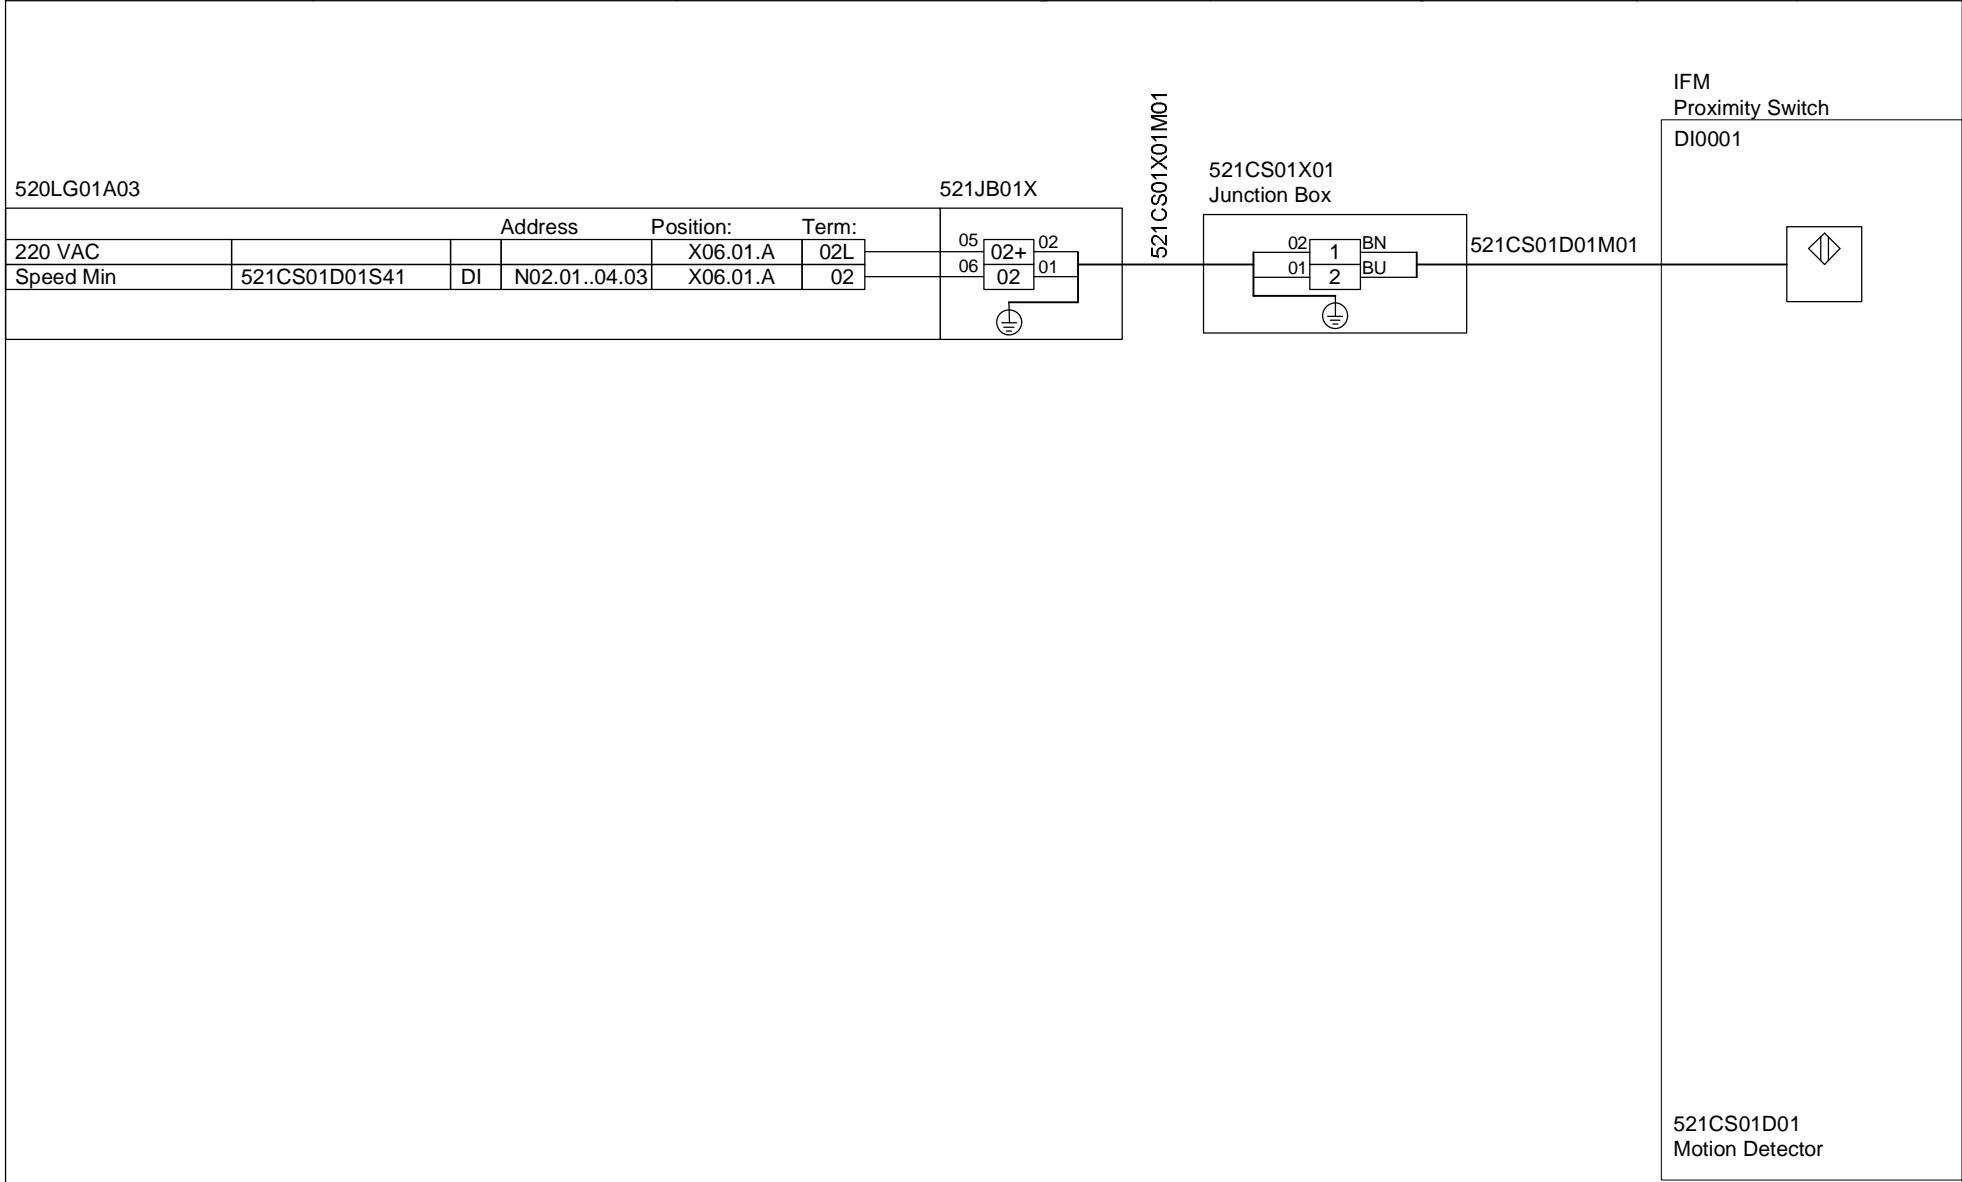 IFM
Proximity Switch
DI0001
521CS01X01M01
521CS01X01
Junction Box
520LG01A03
521JB01X
Address Position: Term:
220 VAC X06.01.A 02L
Speed Min 521CS01D01S41 DI N02.01..04.03 X06.01.A 02
05 02+ 02
06 02 01
02 1 BN
01 2 BU
521CS01D01M01
521CS01D01
Motion Detector